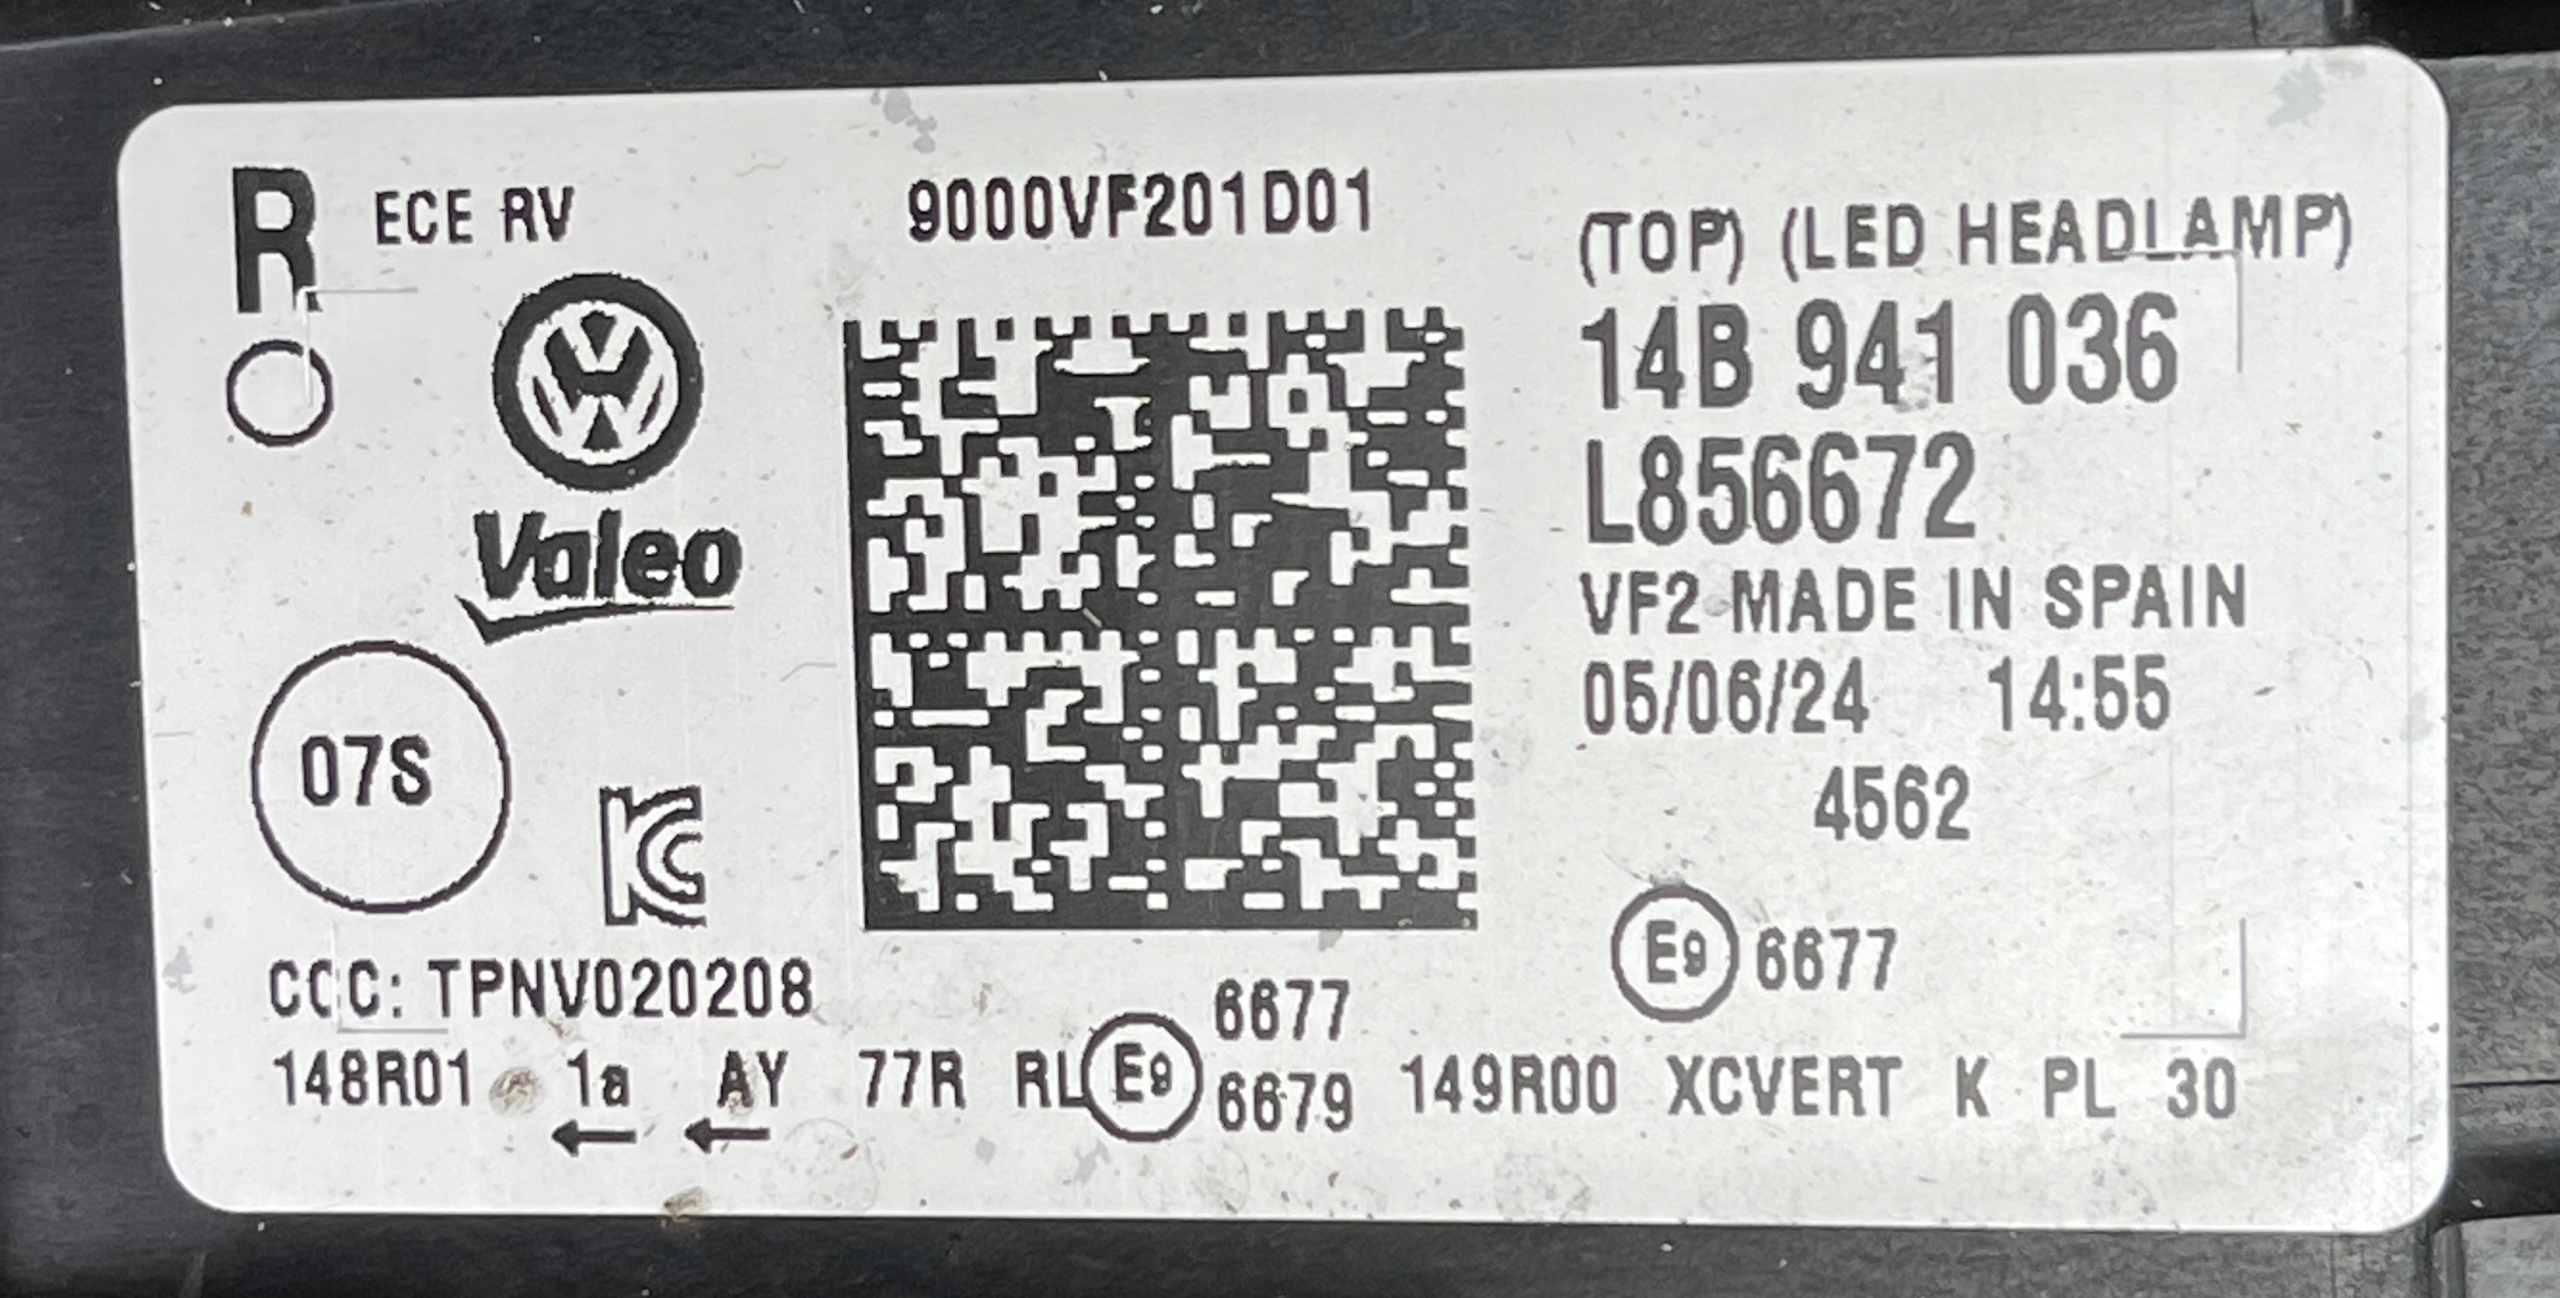 R ECE RV
9000VF201D01
(TOP) (LED HEADLAMP)
14B 941 036
L856672
VF2 MADE IN SPAIN
05/06/24 14:55
4562
E9 6677
Valeo
07S
KC
CCC: TPNV020208
148R01 1a AY 77R RL E9 6677 6679 149R00 XCVERT K PL 30
← ←